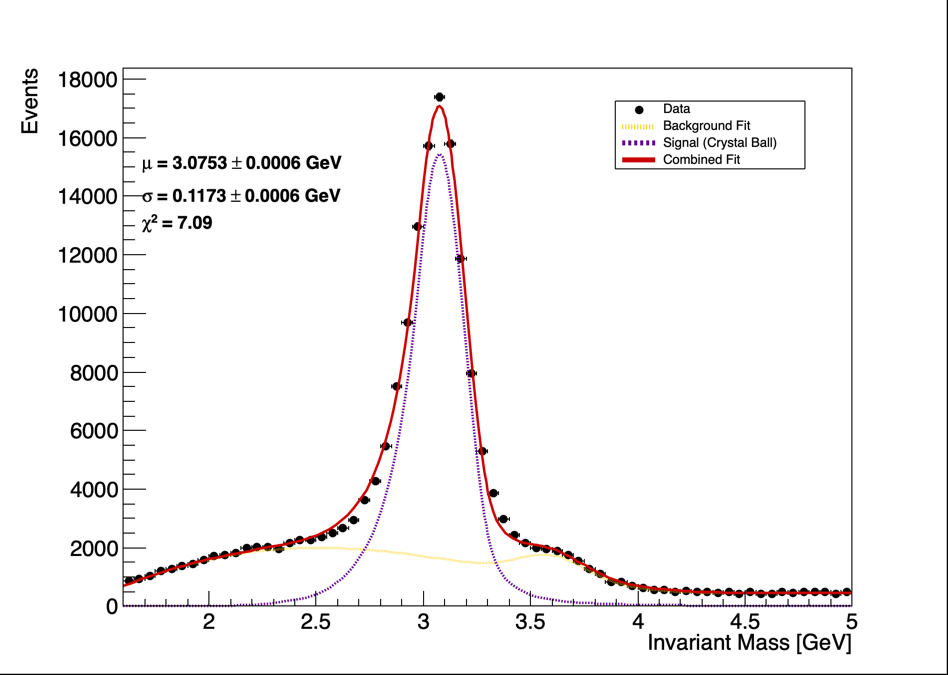 Events
18000
16000
14000
12000
10000
8000
6000
4000
2000
0
μ = 3.0753 ± 0.0006 GeV
σ = 0.1173 ± 0.0006 GeV
χ² = 7.09
Data
Background Fit
Signal (Crystal Ball)
Combined Fit
2 2.5 3 3.5 4 4.5 5
Invariant Mass [GeV]